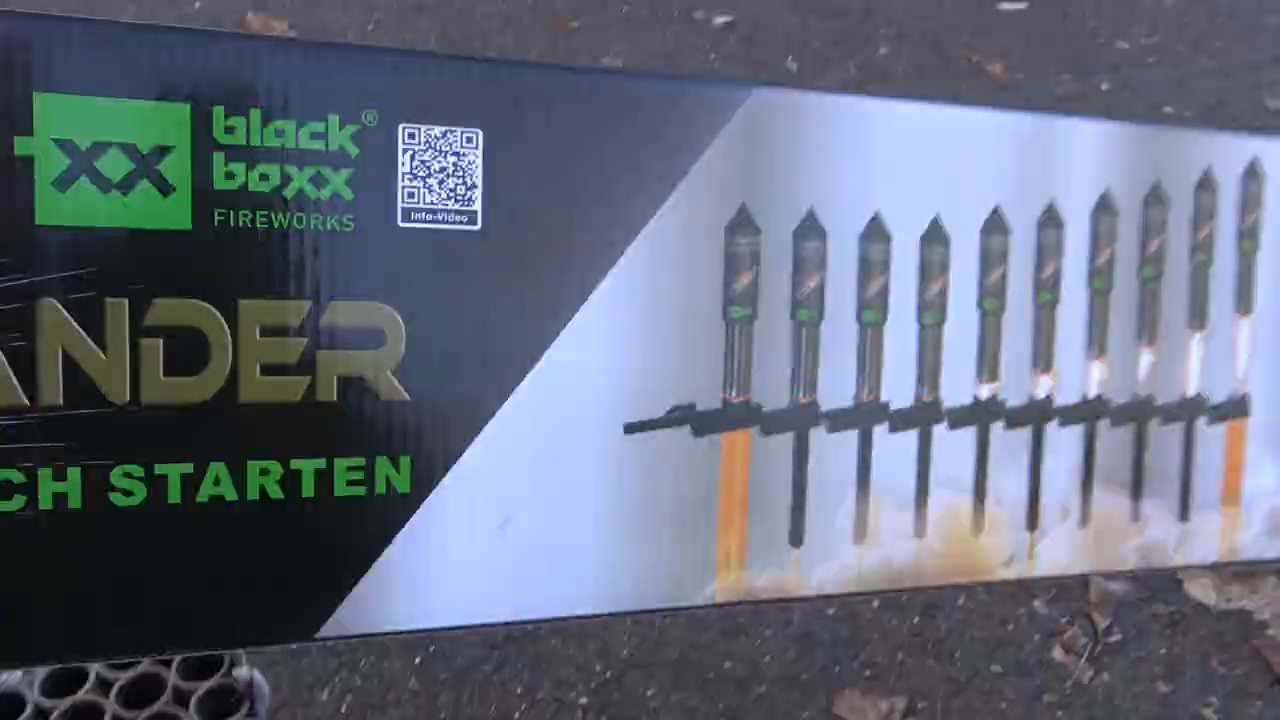 XX
black®
boxx
FIREWORKS
Info-Video
ANDER
CH STARTEN